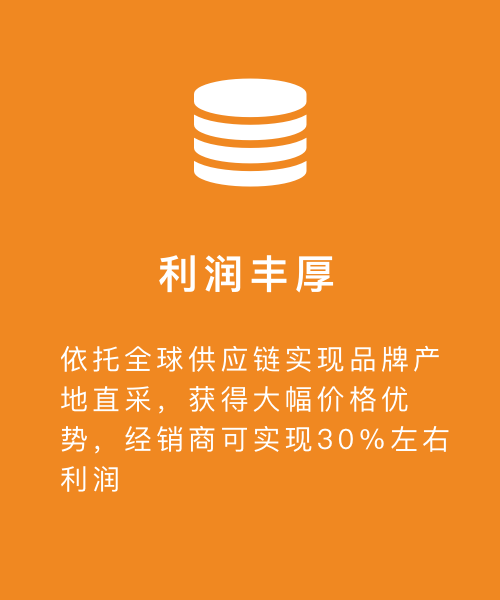 利润丰厚
依托全球供应链实现品牌产
地直采，获得大幅价格优
势，经销商可实现30%左右
利润